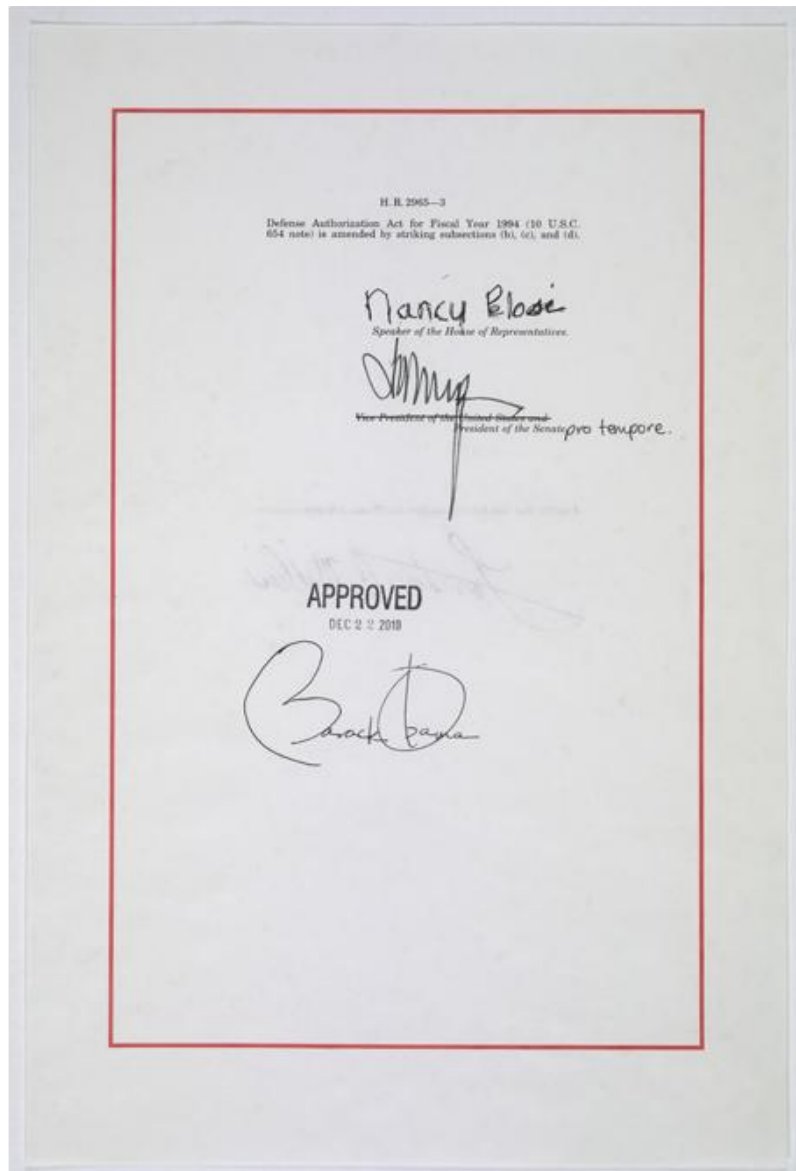 H. R. 2965—3
Defense Authorization Act for Fiscal Year 1994 (10 U.S.C.
654 note) is amended by striking subsections (b), (c), and (d).
Nancy Pelosi
Speaker of the House of Representatives.
Vice President of the United States and
President of the Senate pro tempore.
APPROVED
DEC 22 2010
Barack Obama